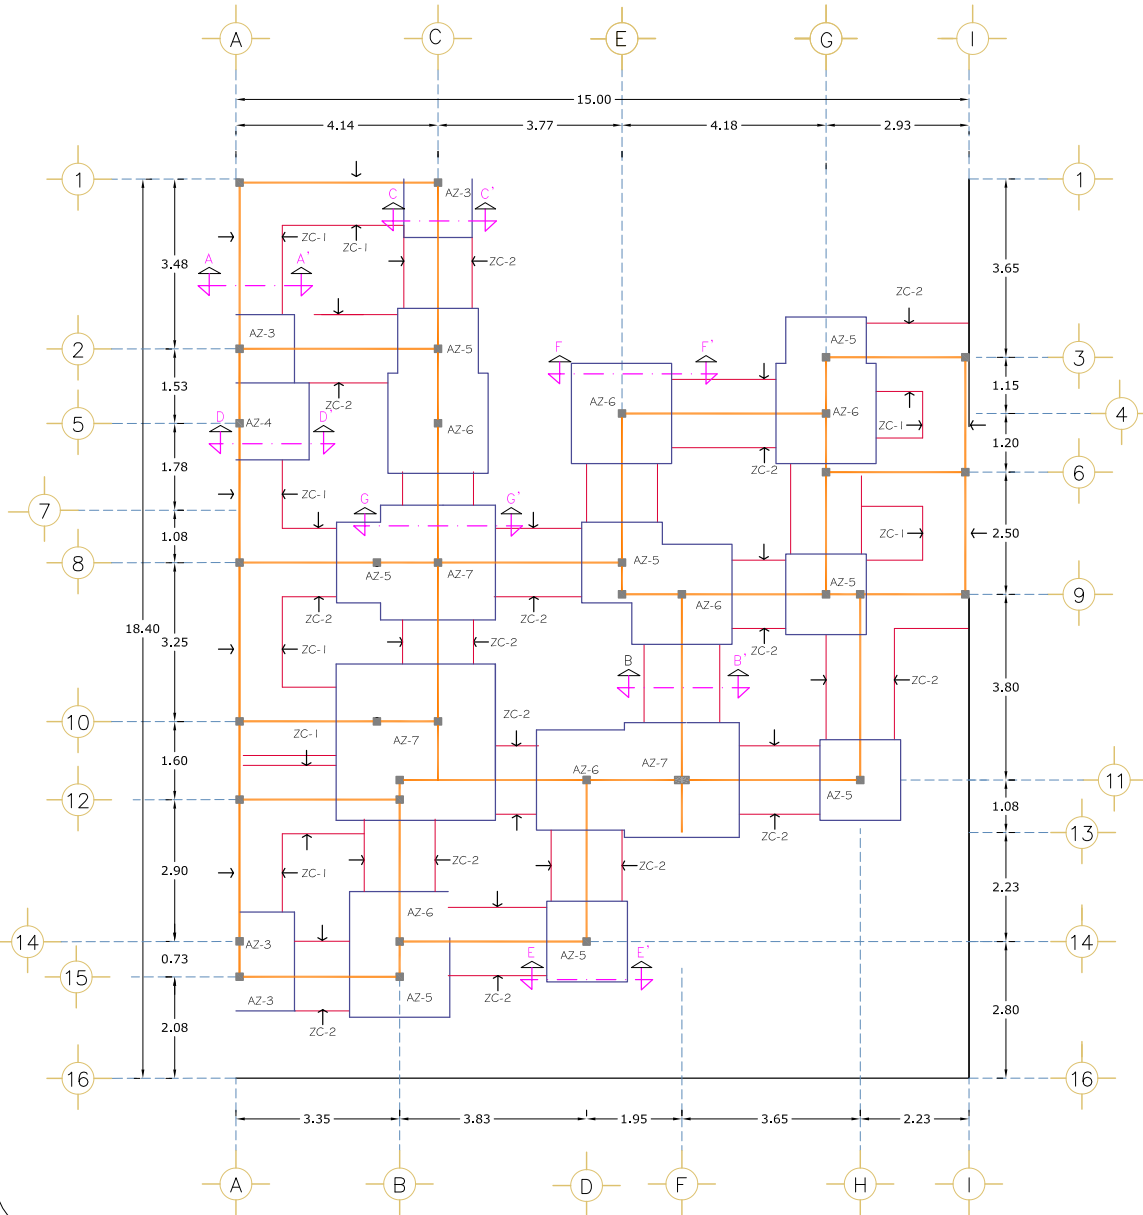 A C E G I
15.00
4.14 3.77 4.18 2.93
1 1
AZ-3
C C'
ZC-1 ZC-1
3.48 ZC-2 3.65
A A'
ZC-2
AZ-3
2 AZ-5 AZ-5 3
F F'
1.53 1.15
ZC-2
AZ-6 AZ-6 4
5 AZ-4 AZ-6
D D'
ZC-1 1.20
1.78 ZC-2 6
ZC-1
G G'
7
1.08 ZC-1 2.50
8 AZ-5 AZ-7 AZ-5 AZ-5
9
AZ-6
ZC-2 ZC-2
18.40
3.25 ZC-1 ZC-2 ZC-2
B B'
ZC-2 3.80
10
ZC-1 ZC-2
AZ-7
1.60 AZ-6 AZ-7 AZ-5 11
12 1.08
ZC-2 13
2.90 ZC-1 ZC-2 ZC-2 2.23
AZ-6
14 AZ-3 14
0.73 E AZ-5 E'
15
AZ-3 AZ-5 ZC-2
2.08 ZC-2 2.80
16 16
3.35 3.83 1.95 3.65 2.23
A B D F H I